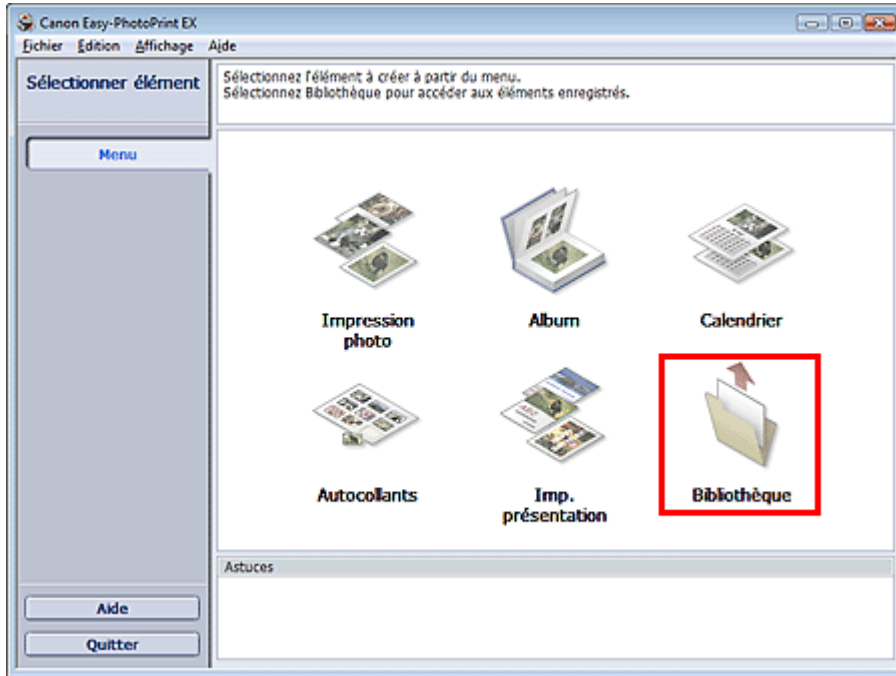 Canon Easy-PhotoPrint EX
Fichier Édition Affichage Aide
Sélectionner élément
Sélectionnez l'élément à créer à partir du menu.
Sélectionnez Bibliothèque pour accéder aux éléments enregistrés.
Menu
Impression
photo
Album
Calendrier
Autocollants
Imp.
présentation
Bibliothèque
Astuces
Aide
Quitter